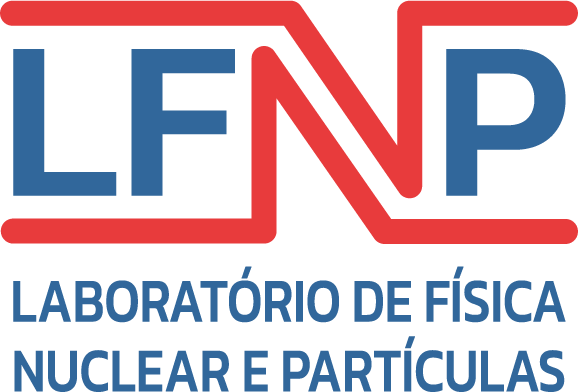 LFNP
LABORATÓRIO DE FÍSICA
NUCLEAR E PARTÍCULAS